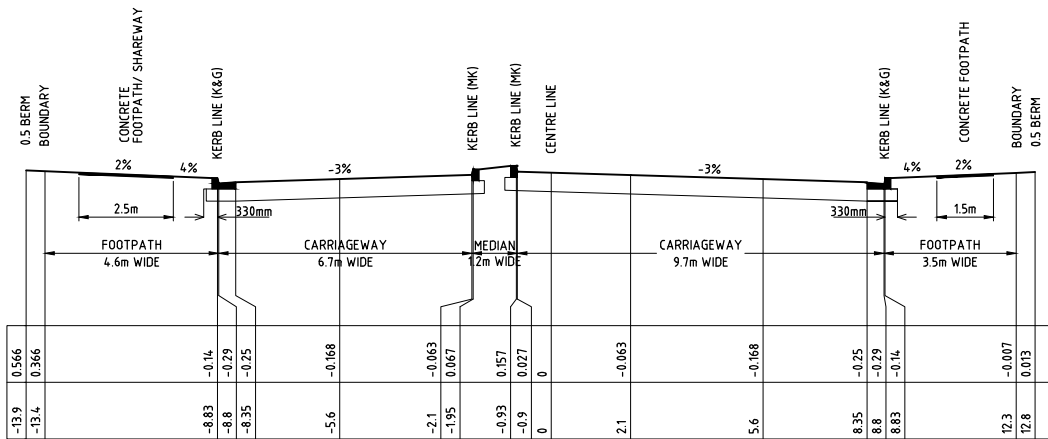 0.5 BERM
BOUNDARY
CONCRETE
FOOTPATH/ SHAREWAY
KERB LINE (K&G)
KERB LINE (MK)
KERB LINE (MK)
CENTRE LINE
KERB LINE (K&G)
CONCRETE FOOTPATH
BOUNDARY
0.5 BERM
2%
4%
-3%
-3%
4%
2%
2.5m
330mm
330mm
1.5m
FOOTPATH
4.6m WIDE
CARRIAGEWAY
6.7m WIDE
MEDIAN
1.2m WIDE
CARRIAGEWAY
9.7m WIDE
FOOTPATH
3.5m WIDE
0.566 0.366 -0.14 -0.29 -0.25 -0.168 -0.063 0.067 0.157 0.027 0 -0.063 -0.168 -0.25 -0.29 -0.14 -0.007 0.013
-13.9 -13.4 -8.83 -8.8 -8.35 -5.6 -2.1 -1.95 -0.93 -0.9 0 2.1 5.6 8.35 8.8 8.83 12.3 12.8